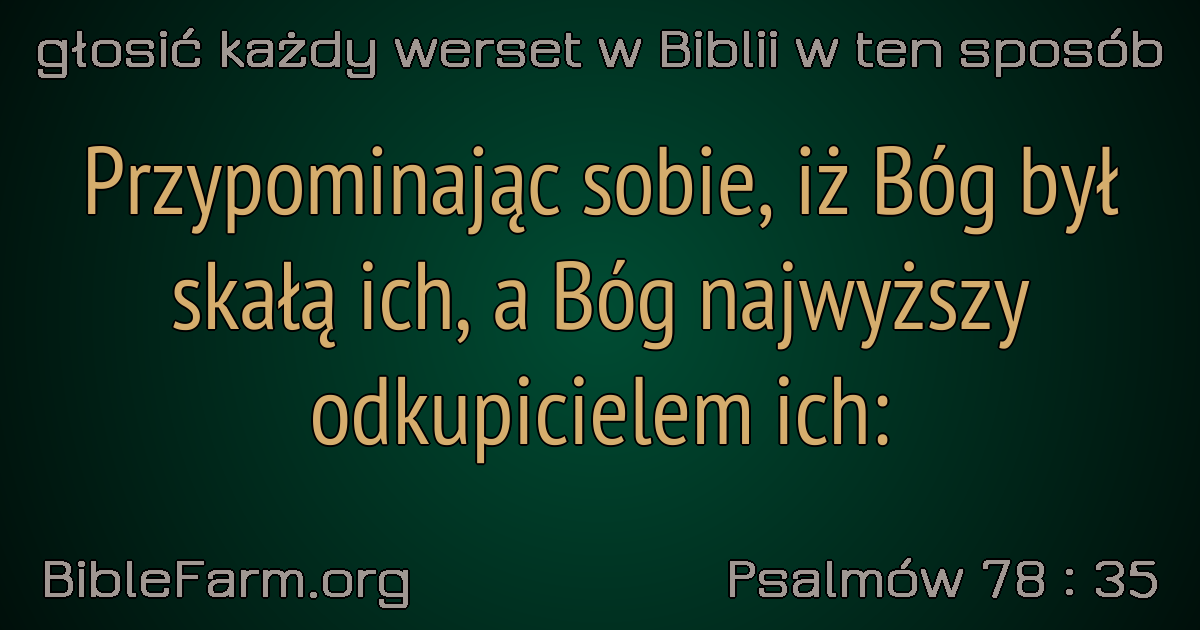 głosić każdy werset w Biblii w ten sposób
Przypominając sobie, iż Bóg był
skałą ich, a Bóg najwyższy
odkupicielem ich:
BibleFarm.org
Psalmów 78 : 35